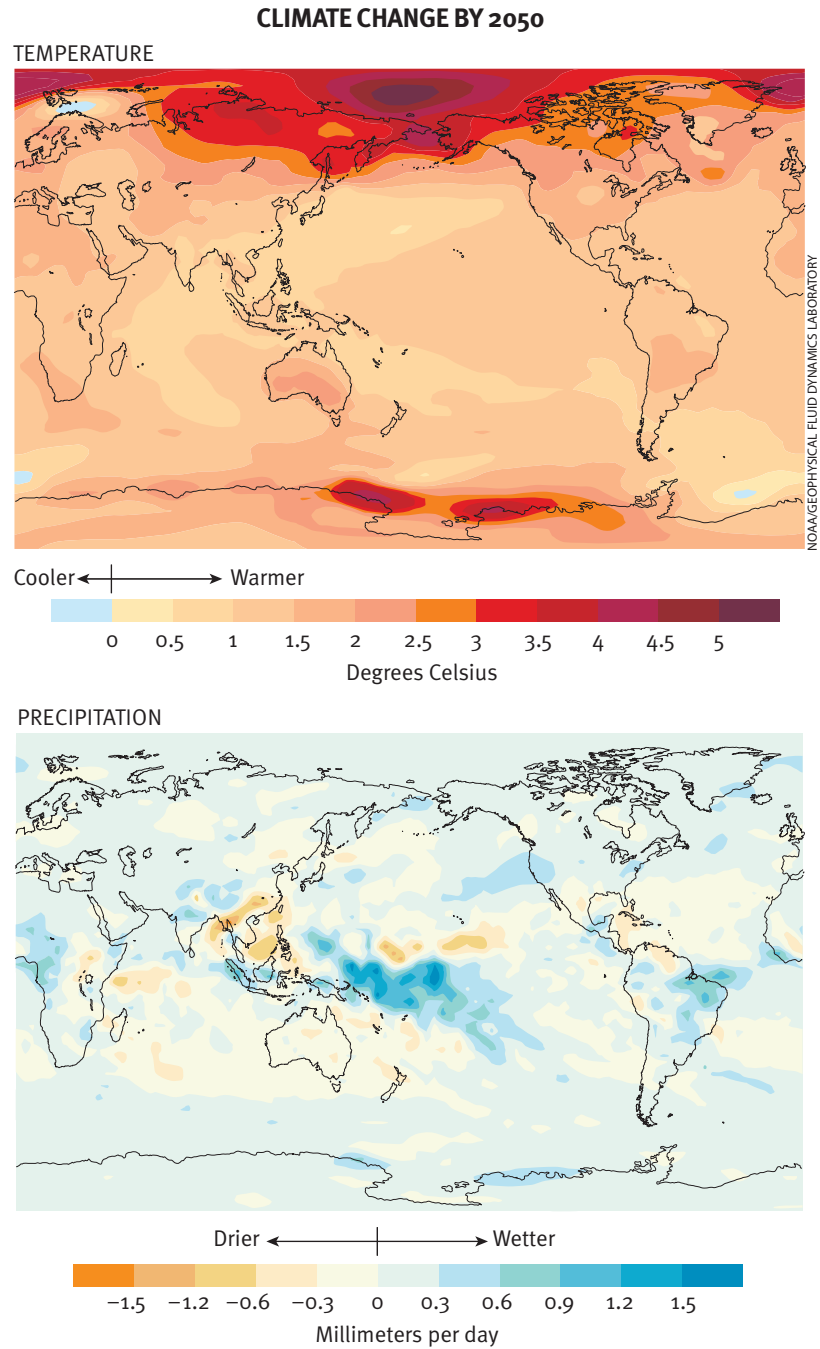 CLIMATE CHANGE BY 2050
TEMPERATURE
NOAA/GEOPHYSICAL FLUID DYNAMICS LABORATORY
Cooler Warmer
0 0.5 1 1.5 2 2.5 3 3.5 4 4.5 5
Degrees Celsius
PRECIPITATION
Drier Wetter
−1.5 −1.2 −0.6 −0.3 0 0.3 0.6 0.9 1.2 1.5
Millimeters per day